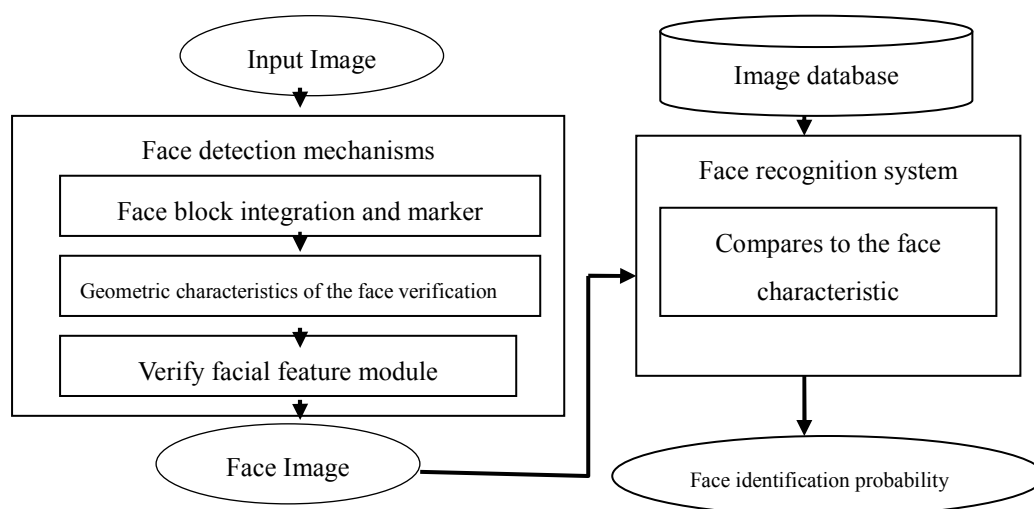 Input Image
Face detection mechanisms
Face block integration and marker
Geometric characteristics of the face verification
Verify facial feature module
Face Image
Image database
Face recognition system
Compares to the face
characteristic
Face identification probability